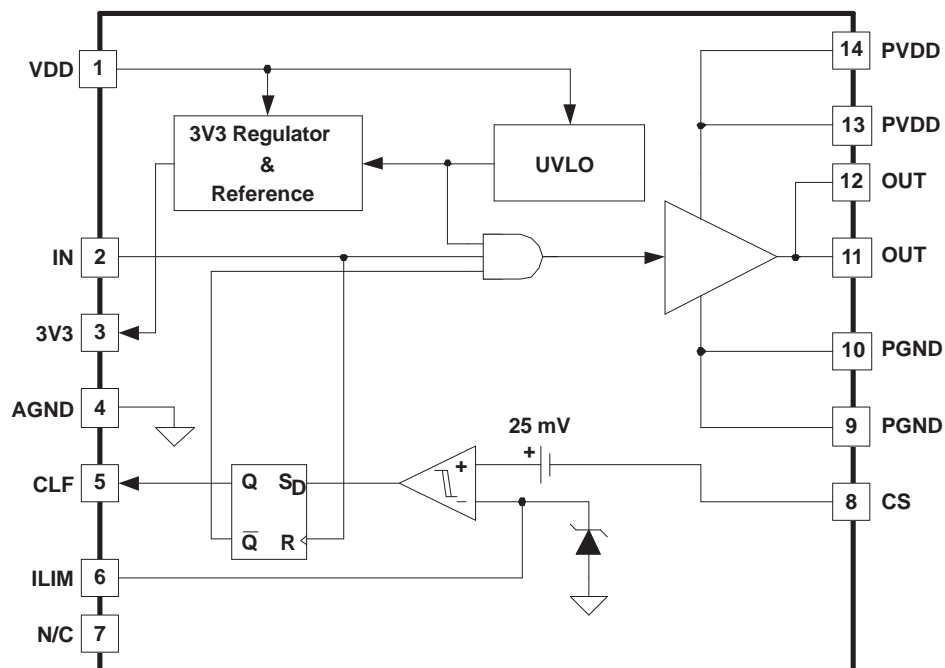 VDD
1
IN
2
3V3
3
AGND
4
CLF
5
ILIM
6
N/C
7
3V3 Regulator
&
Reference
UVLO
25 mV
+
+
–
Q
SD
Q̅
R
14
PVDD
13
PVDD
12
OUT
11
OUT
10
PGND
9
PGND
8
CS